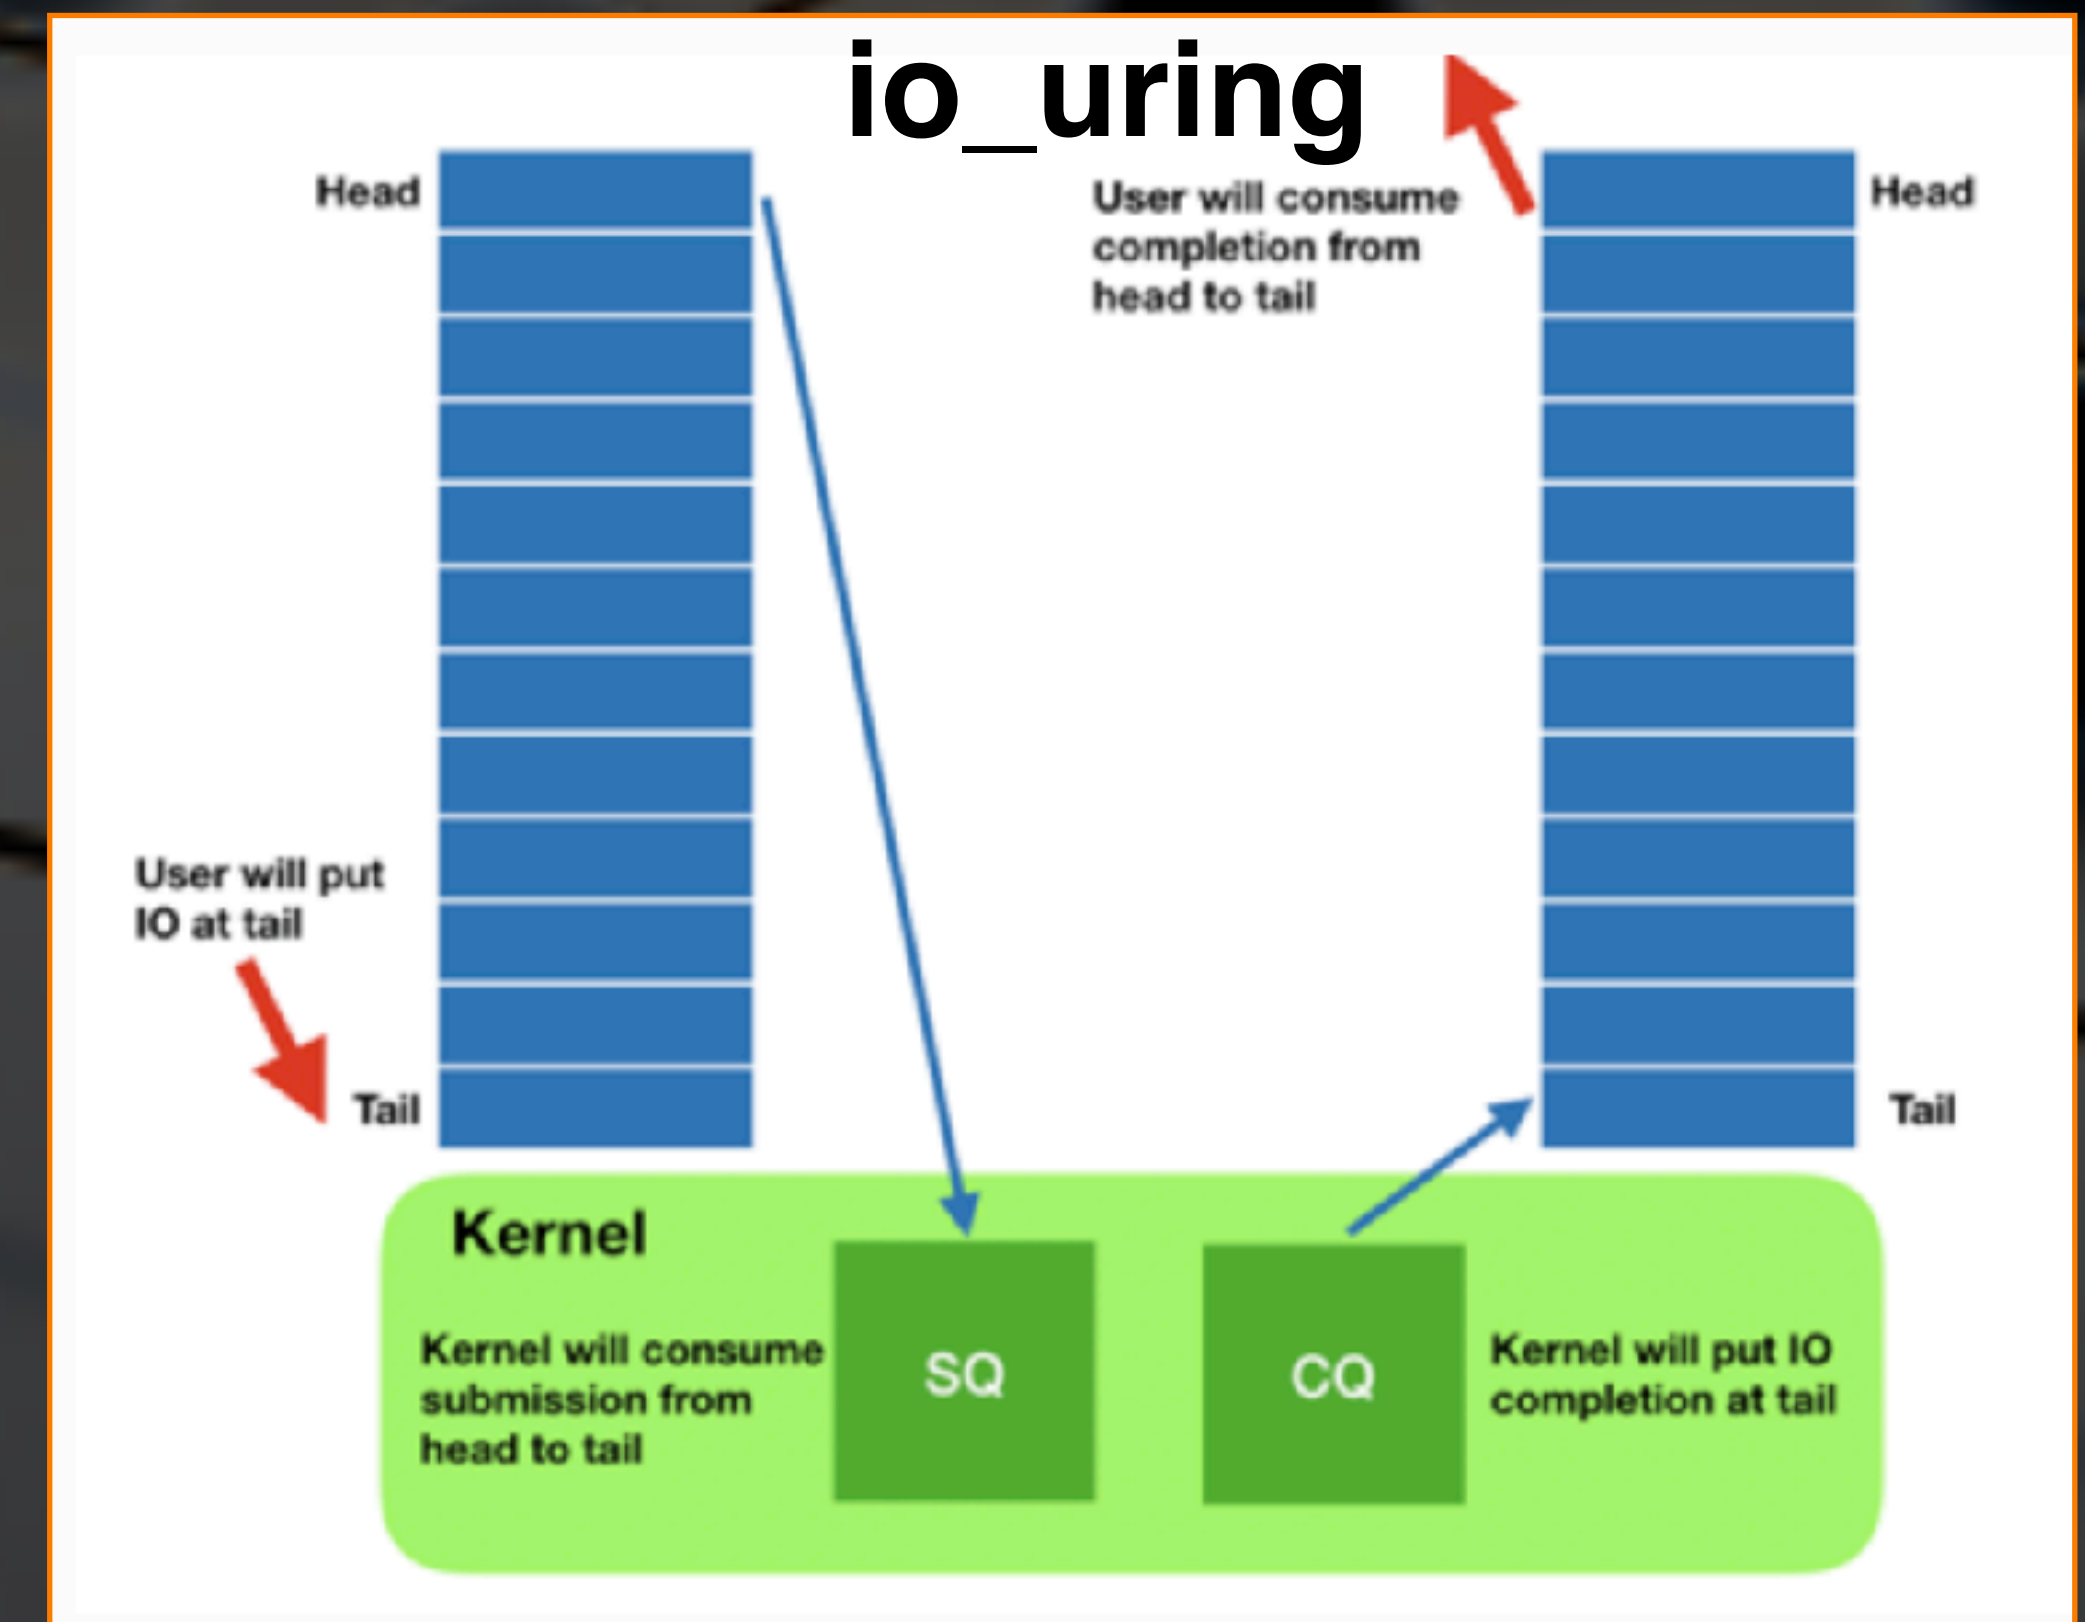 io_uring
Head
User will consume
completion from
head to tail
Head
User will put
IO at tail
Tail
Tail
Kernel
Kernel will consume
submission from
head to tail
SQ
CQ
Kernel will put IO
completion at tail